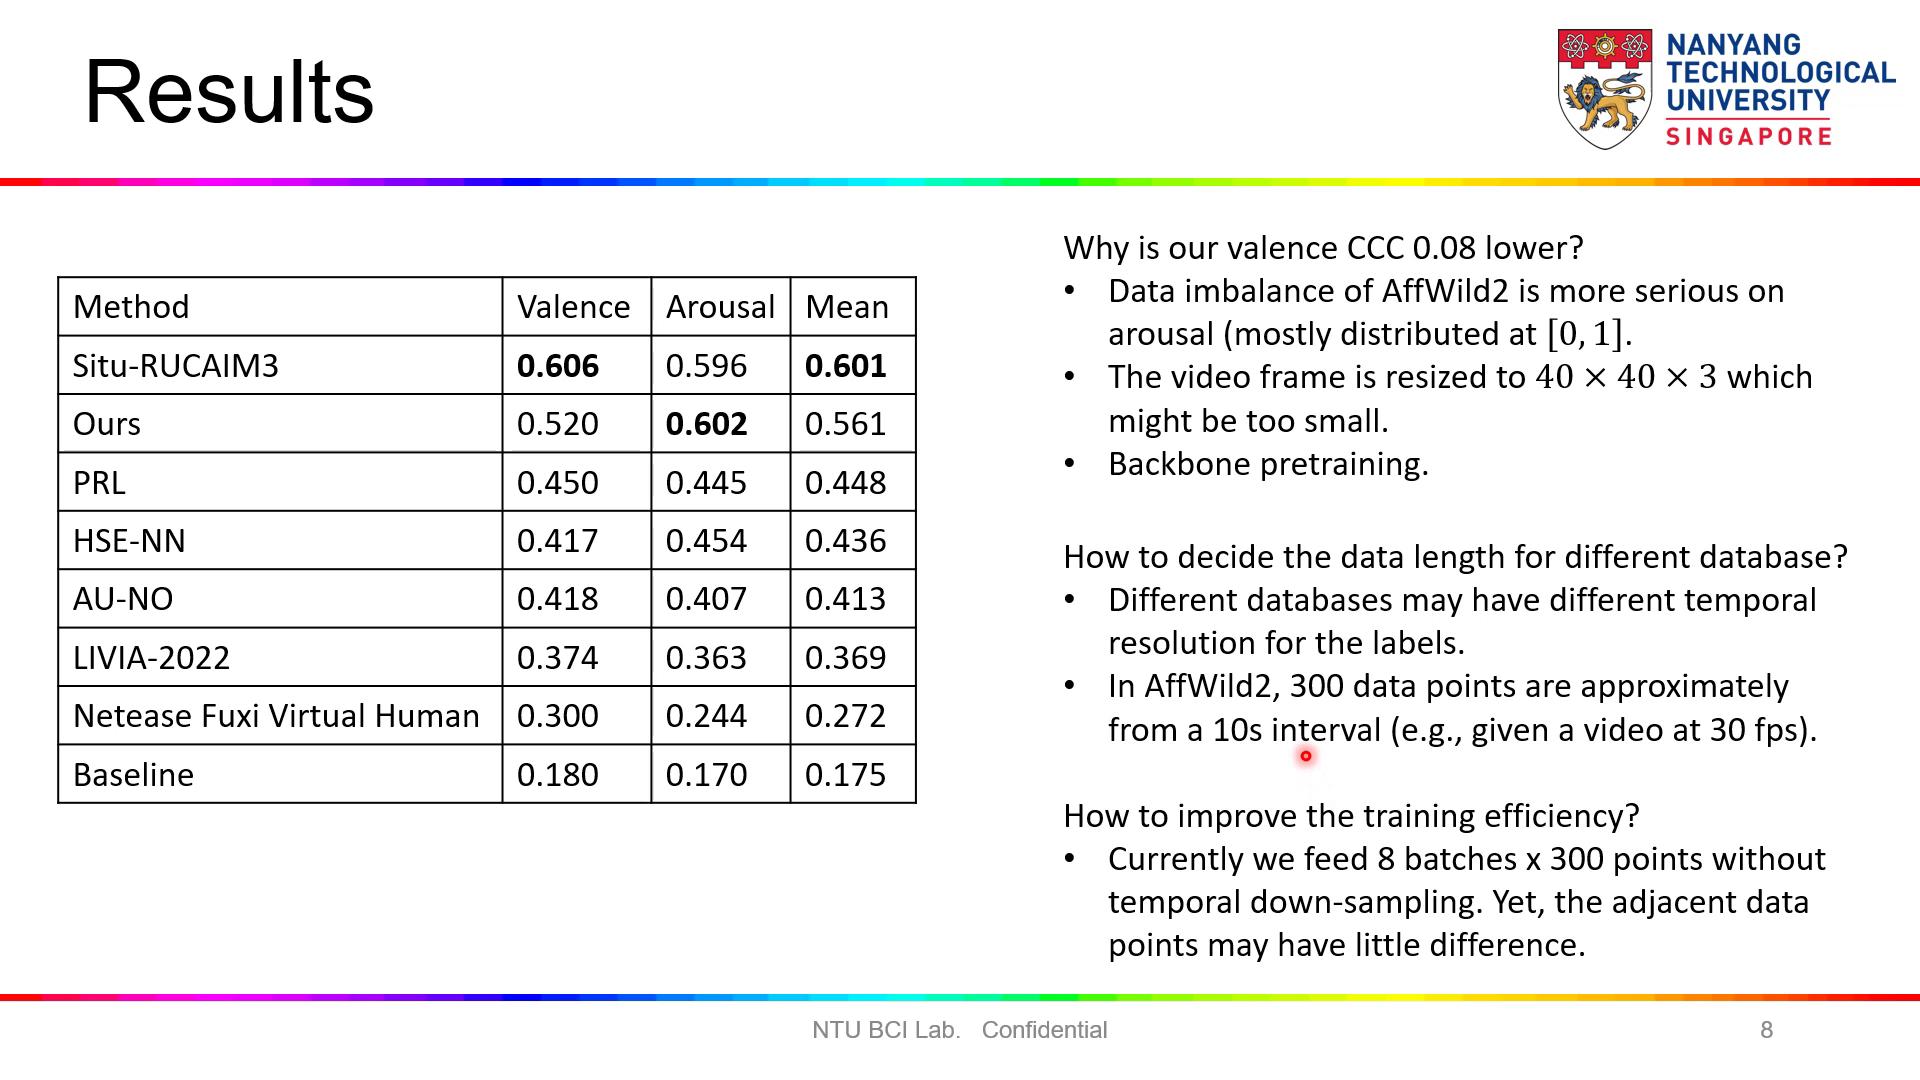 Results
NANYANG
TECHNOLOGICAL
UNIVERSITY
SINGAPORE
Method Valence Arousal Mean
Situ-RUCAIM3 0.606 0.596 0.601
Ours 0.520 0.602 0.561
PRL 0.450 0.445 0.448
HSE-NN 0.417 0.454 0.436
AU-NO 0.418 0.407 0.413
LIVIA-2022 0.374 0.363 0.369
Netease Fuxi Virtual Human 0.300 0.244 0.272
Baseline 0.180 0.170 0.175
Why is our valence CCC 0.08 lower?
• Data imbalance of AffWild2 is more serious on
arousal (mostly distributed at [0, 1].
• The video frame is resized to 40 × 40 × 3 which
might be too small.
• Backbone pretraining.
How to decide the data length for different database?
• Different databases may have different temporal
resolution for the labels.
• In AffWild2, 300 data points are approximately
from a 10s interval (e.g., given a video at 30 fps).
How to improve the training efficiency?
• Currently we feed 8 batches x 300 points without
temporal down-sampling. Yet, the adjacent data
points may have little difference.
NTU BCI Lab. Confidential
8